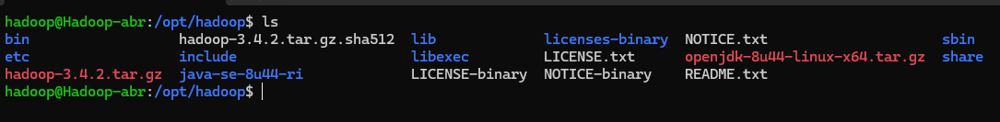 hadoop@Hadoop-abr:/opt/hadoop$ ls
bin hadoop-3.4.2.tar.gz.sha512 lib licenses-binary NOTICE.txt sbin
etc include libexec LICENSE.txt openjdk-8u44-linux-x64.tar.gz share
hadoop-3.4.2.tar.gz java-se-8u44-ri LICENSE-binary NOTICE-binary README.txt
hadoop@Hadoop-abr:/opt/hadoop$